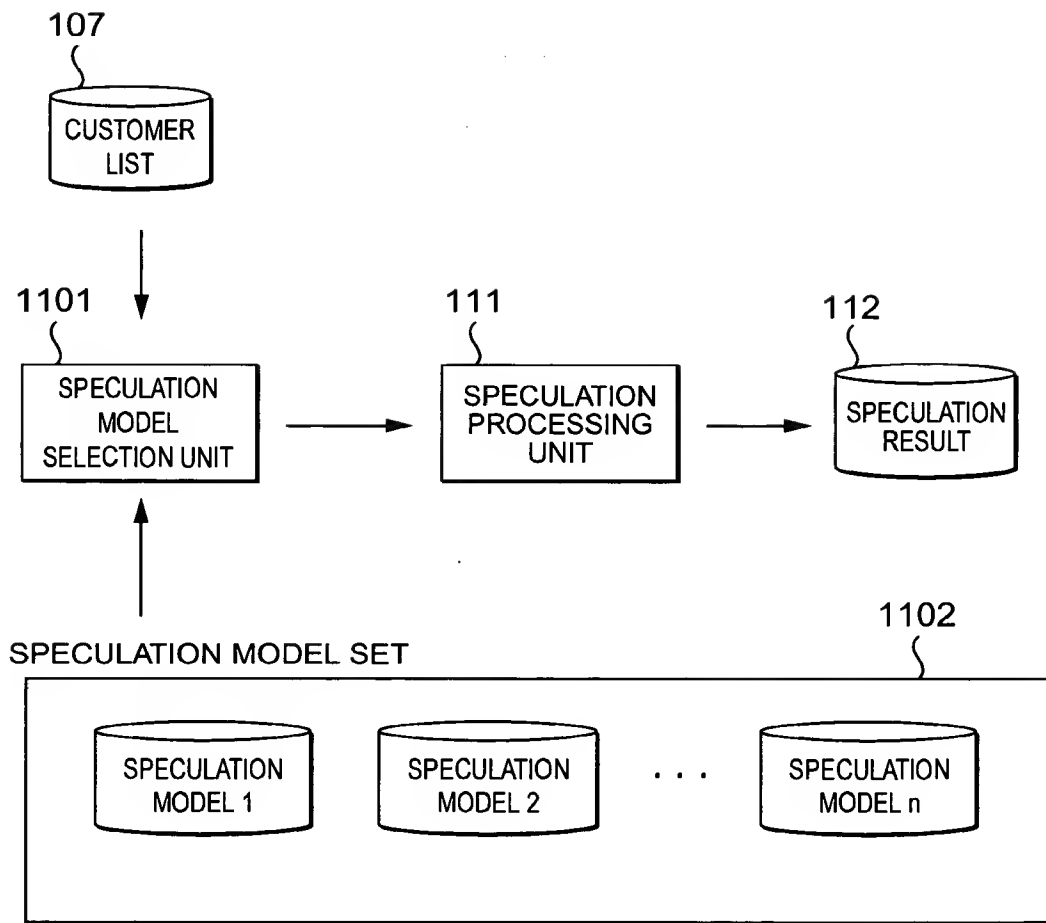 107
CUSTOMER
LIST
1101
111
112
SPECULATION
MODEL
SELECTION UNIT
SPECULATION
PROCESSING
UNIT
SPECULATION
RESULT
1102
SPECULATION MODEL SET
SPECULATION
MODEL 1
SPECULATION
MODEL 2
. . .
SPECULATION
MODEL n